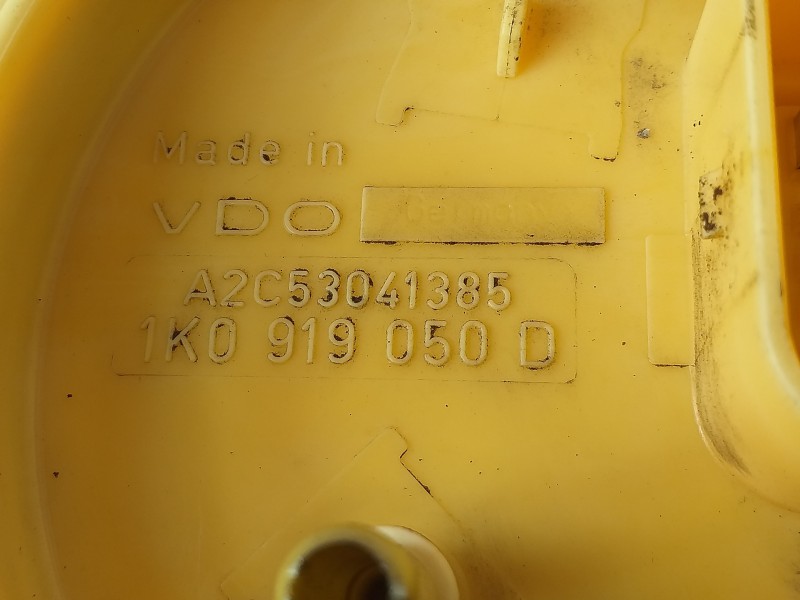 Made in
VDO Germany
A2C53041385
1K0 919 050 D